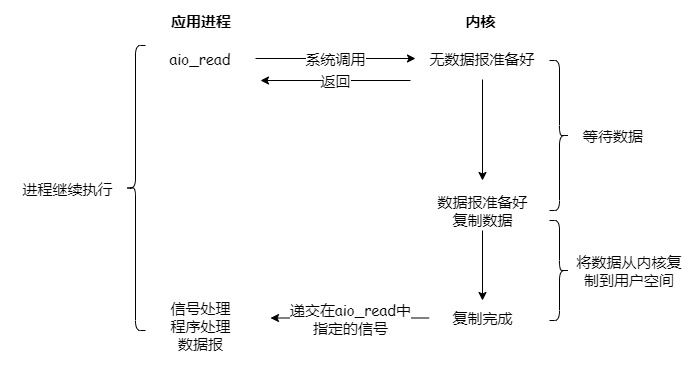 应用进程
内核
aio_read
系统调用
无数据报准备好
返回
等待数据
进程继续执行
数据报准备好
复制数据
将数据从内核复
制到用户空间
信号处理
程序处理
数据报
递交在aio_read中
指定的信号
复制完成